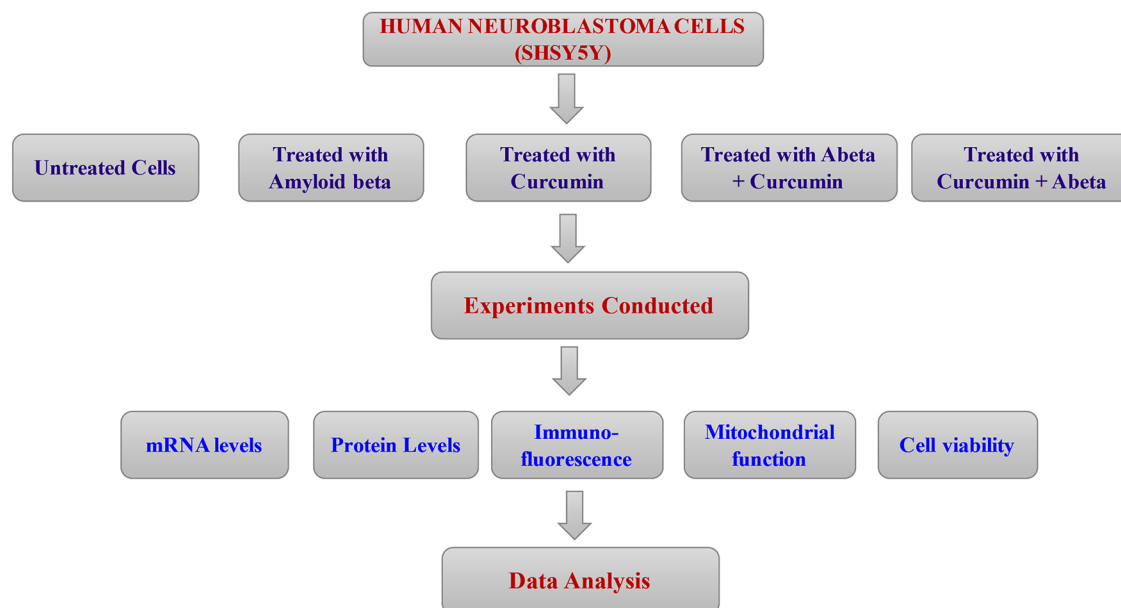 HUMAN NEUROBLASTOMA CELLS
(SHSY5Y)
Untreated Cells
Treated with
Amyloid beta
Treated with
Curcumin
Treated with Abeta
+ Curcumin
Treated with
Curcumin + Abeta
Experiments Conducted
mRNA levels
Protein Levels
Immuno-
fluorescence
Mitochondrial
function
Cell viability
Data Analysis